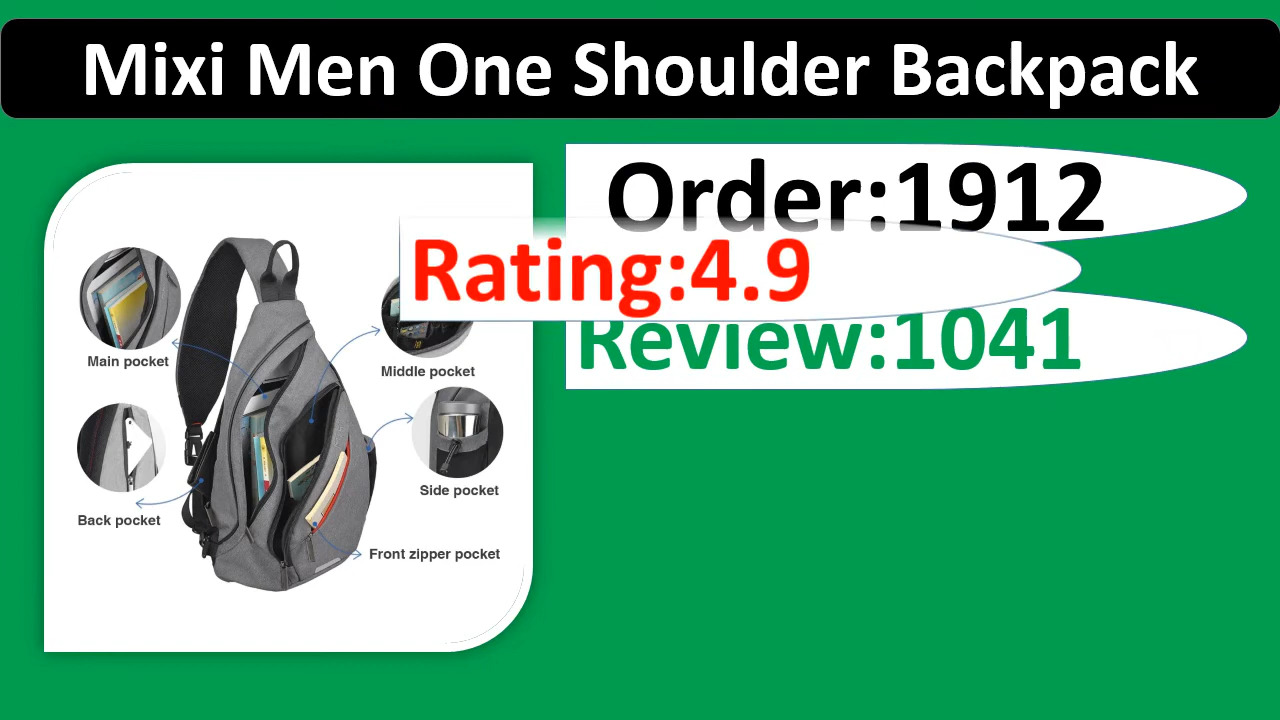 Mixi Men One Shoulder Backpack
Order:1912
Rating:4.9
Review:1041
Main pocket
Middle pocket
Side pocket
Back pocket
Front zipper pocket